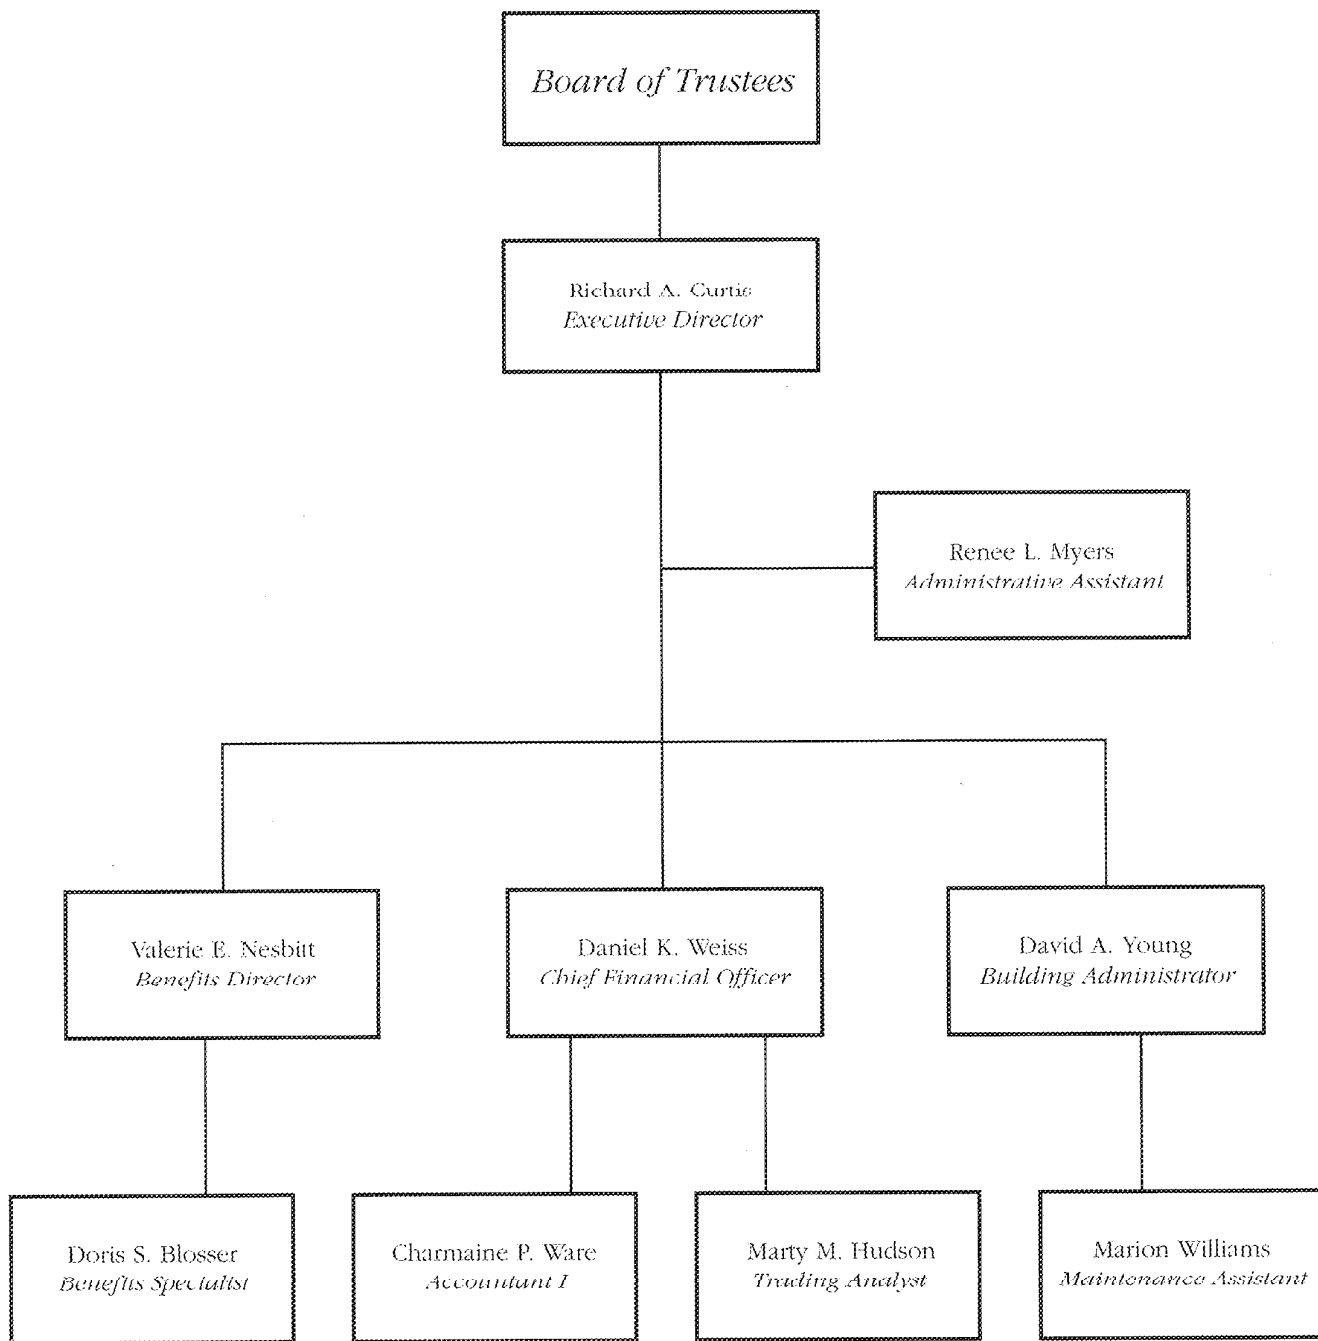 Board of Trustees
Richard A. Curtis
Executive Director
Renee L. Myers
Administrative Assistant
Valerie E. Nesbitt
Benefits Director
Daniel K. Weiss
Chief Financial Officer
David A. Young
Building Administrator
Doris S. Blosser
Benefits Specialist
Charmaine P. Ware
Accountant I
Marty M. Hudson
Trading Analyst
Marion Williams
Maintenance Assistant